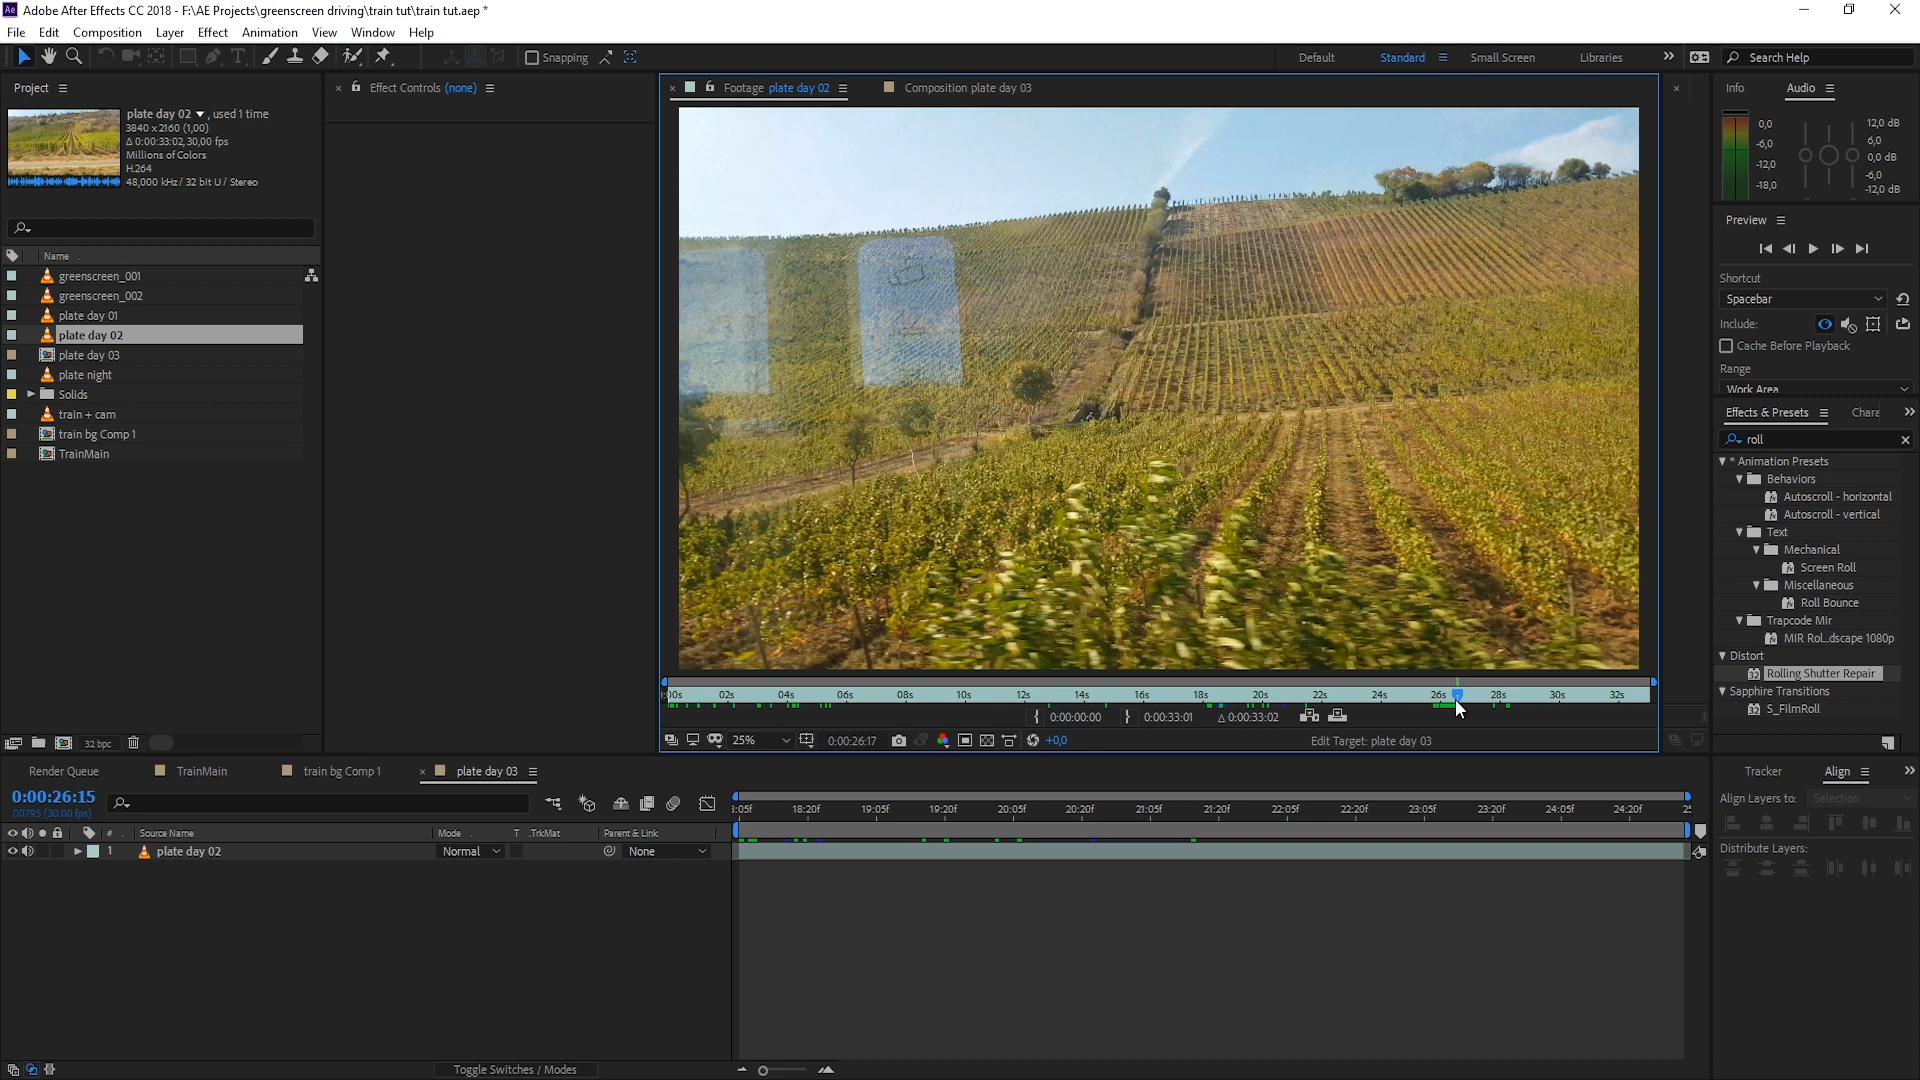 Ae Adobe After Effects CC 2018 - F:\AE Projects\greenscreen driving\train tut\train tut.aep *
File Edit Composition Layer Effect Animation View Window Help
Snapping Default Standard Small Screen Libraries Search Help
Project
plate day 02 , used 1 time
3840 x 2160 (1,00)
Δ 0:00:33:02, 30,00 fps
Millions of Colors
H.264
48,000 kHz / 32 bit U / Stereo
Name
greenscreen_001
greenscreen_002
plate day 01
plate day 02
plate day 03
plate night
Solids
train + cam
train bg Comp 1
TrainMain
32 bpc
Effect Controls (none)
Footage plate day 02
Composition plate day 03
02s 04s 06s 08s 10s 12s 14s 16s 18s 20s 22s 24s 26s 28s 30s 32s
0:00:00:00 0:00:33:01 Δ 0:00:33:02
25% 0:00:26:17 +0,0 Edit Target: plate day 03
Info Audio
0,0
-6,0
-12,0
-18,0
12,0 dB
6,0
0,0 dB
-6,0
-12,0 dB
Preview
Shortcut
Spacebar
Include:
Cache Before Playback
Range
Work Area
Effects & Presets
roll
* Animation Presets
Behaviors
Autoscroll - horizontal
Autoscroll - vertical
Text
Mechanical
Screen Roll
Miscellaneous
Roll Bounce
Trapcode Mir
MIR Rol...dscape 1080p
Distort
32 Rolling Shutter Repair
Sapphire Transitions
32 S_FilmRoll
Render Queue TrainMain train bg Comp 1 plate day 03
0:00:26:15
00795 (30.00 fps)
:05f 18:20f 19:05f 19:20f 20:05f 20:20f 21:05f 21:20f 22:05f 22:20f 23:05f 23:20f 24:05f 24:20f
# Source Name Mode T .TrkMat Parent & Link
1 plate day 02 Normal None
Toggle Switches / Modes
Tracker Align
Align Layers to: Selection
Distribute Layers: